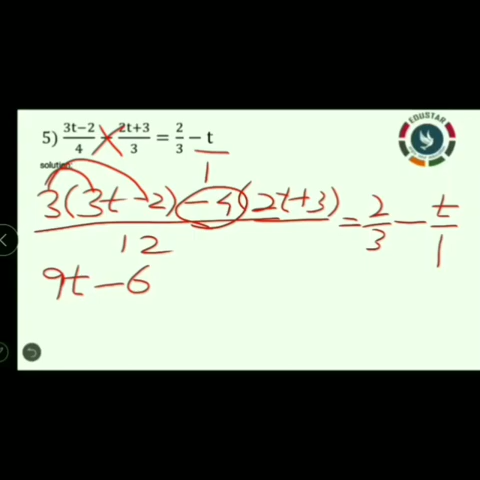 EDUSTAR
5) (3t−2)/4 − (2t+3)/3 = 2/3 − t
solution
1
(3(3t−2)−4(2t+3))/12 = 2/3 − t/1
9t−6